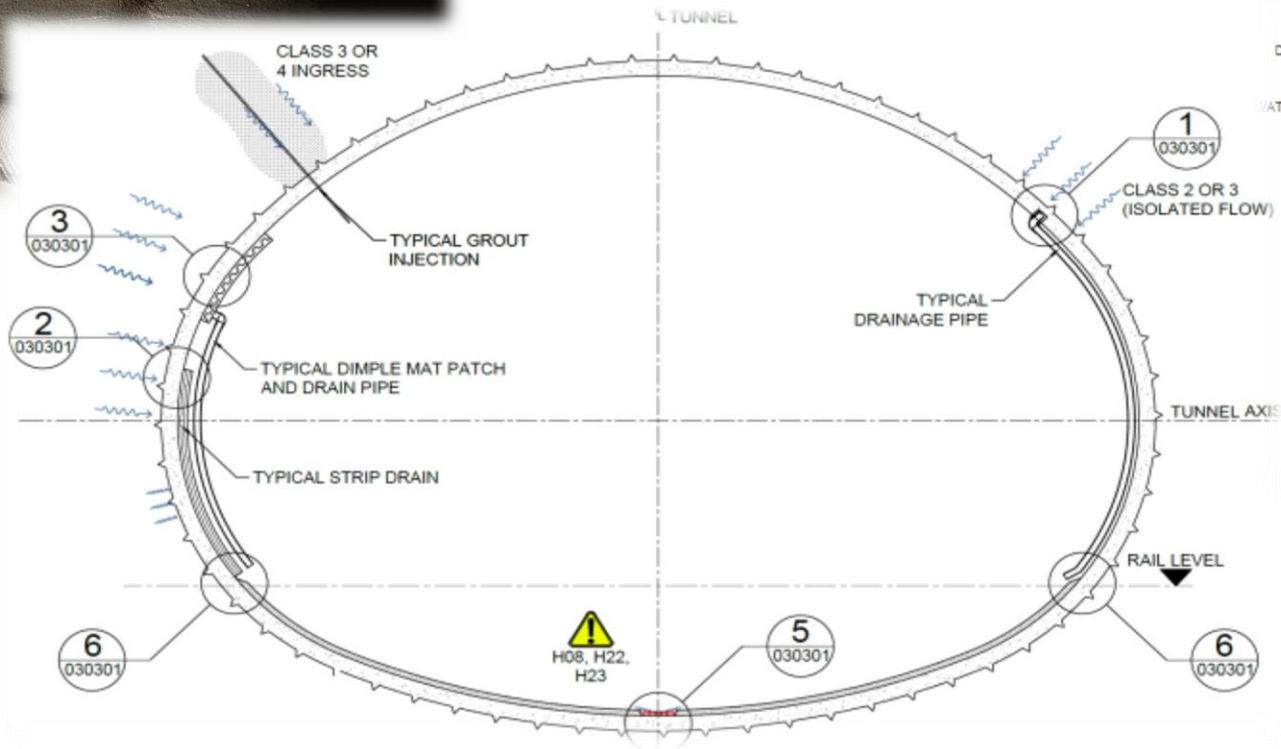 ℄ TUNNEL
CLASS 3 OR
4 INGRESS
1
030301
CLASS 2 OR 3
(ISOLATED FLOW)
3
030301
TYPICAL GROUT
INJECTION
TYPICAL
DRAINAGE PIPE
2
030301
TYPICAL DIMPLE MAT PATCH
AND DRAIN PIPE
TUNNEL AXIS
TYPICAL STRIP DRAIN
RAIL LEVEL
H08, H22,
H23
5
030301
6
030301
6
030301